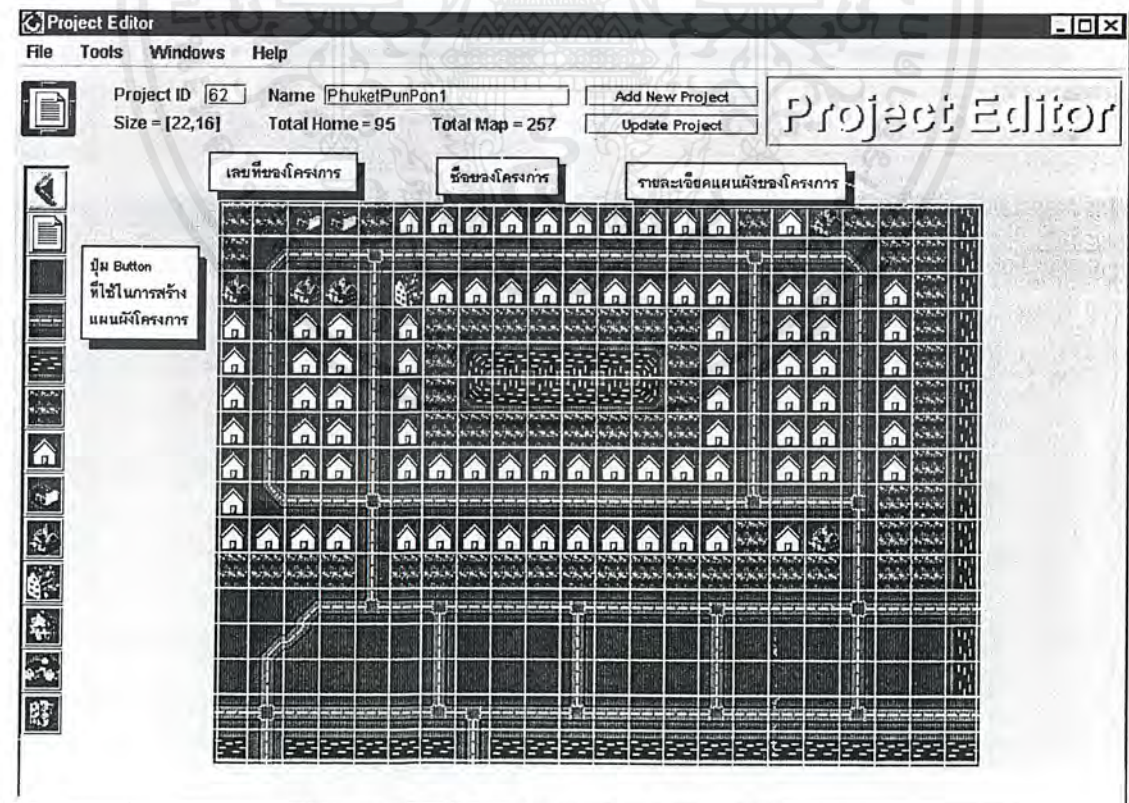 Project Editor
File Tools Windows Help
Project ID 62 Name PhuketPunPon1 Add New Project
Size = [22,16] Total Home = 95 Total Map = 257 Update Project
Project Editor
เลขที่ของโครงการ ชื่อของโครงการ รายละเอียดแผนผังของโครงการ
ปุ่ม Button
ที่ใช้ในการสร้าง
แผนผังโครงการ